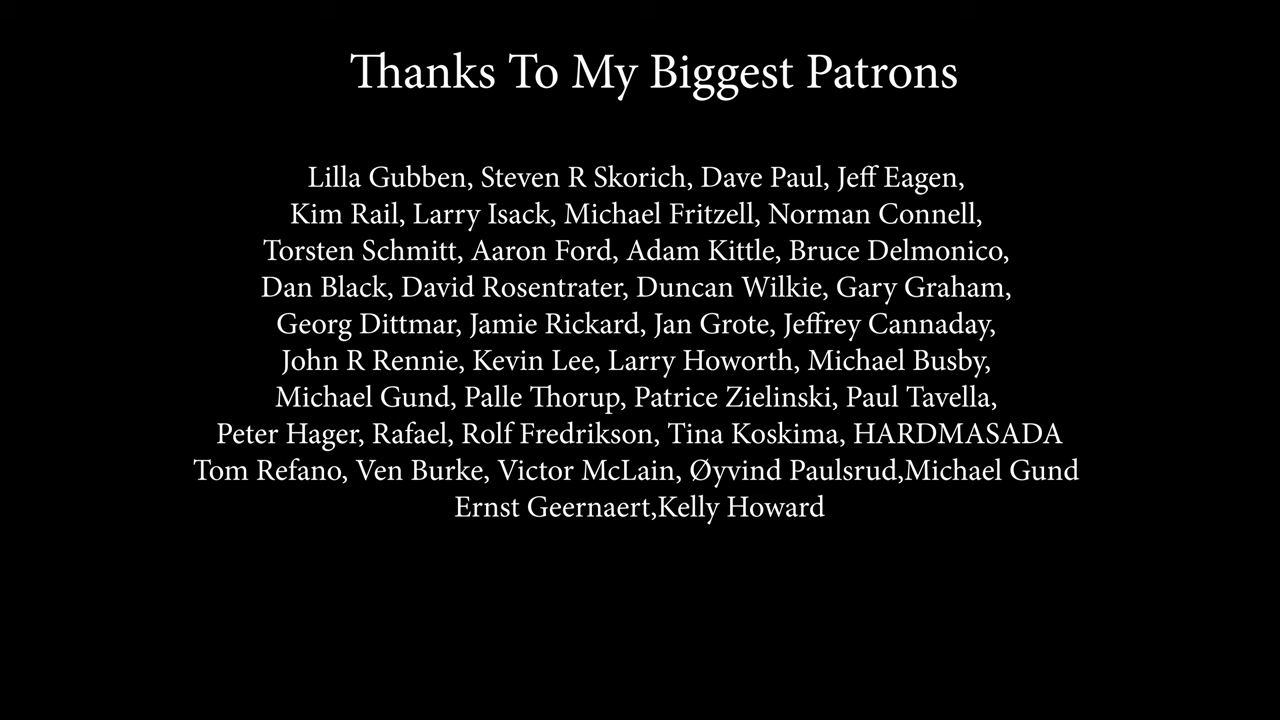 Thanks To My Biggest Patrons
Lilla Gubben, Steven R Skorich, Dave Paul, Jeff Eagen,
Kim Rail, Larry Isack, Michael Fritzell, Norman Connell,
Torsten Schmitt, Aaron Ford, Adam Kittle, Bruce Delmonico,
Dan Black, David Rosentrater, Duncan Wilkie, Gary Graham,
Georg Dittmar, Jamie Rickard, Jan Grote, Jeffrey Cannaday,
John R Rennie, Kevin Lee, Larry Howorth, Michael Busby,
Michael Gund, Palle Thorup, Patrice Zielinski, Paul Tavella,
Peter Hager, Rafael, Rolf Fredrikson, Tina Koskima, HARDMASADA
Tom Refano, Ven Burke, Victor McLain, Øyvind Paulsrud,Michael Gund
Ernst Geernaert,Kelly Howard